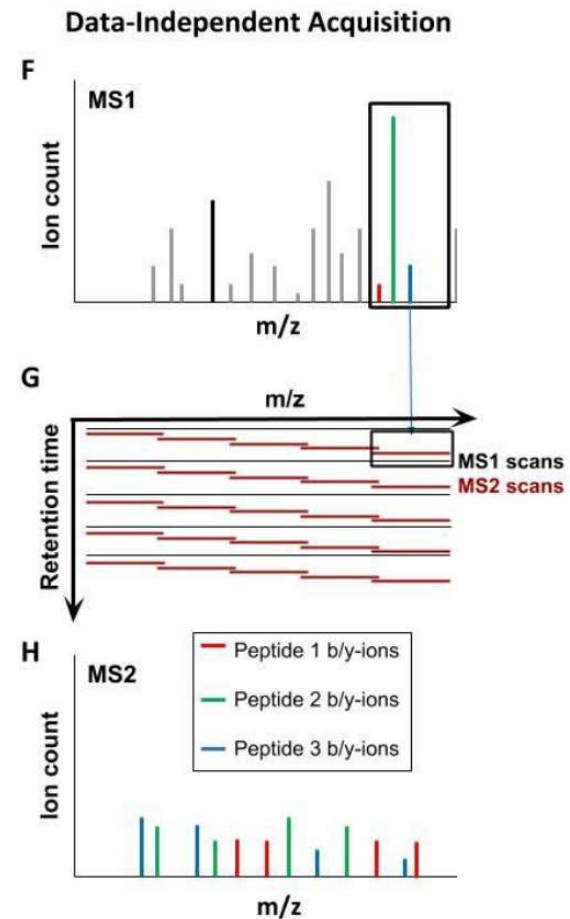 Data-Independent Acquisition
F
MS1
Ion count
m/z
G
m/z
Retention time
MS1 scans
MS2 scans
H
MS2
Peptide 1 b/y-ions
Peptide 2 b/y-ions
Peptide 3 b/y-ions
Ion count
m/z